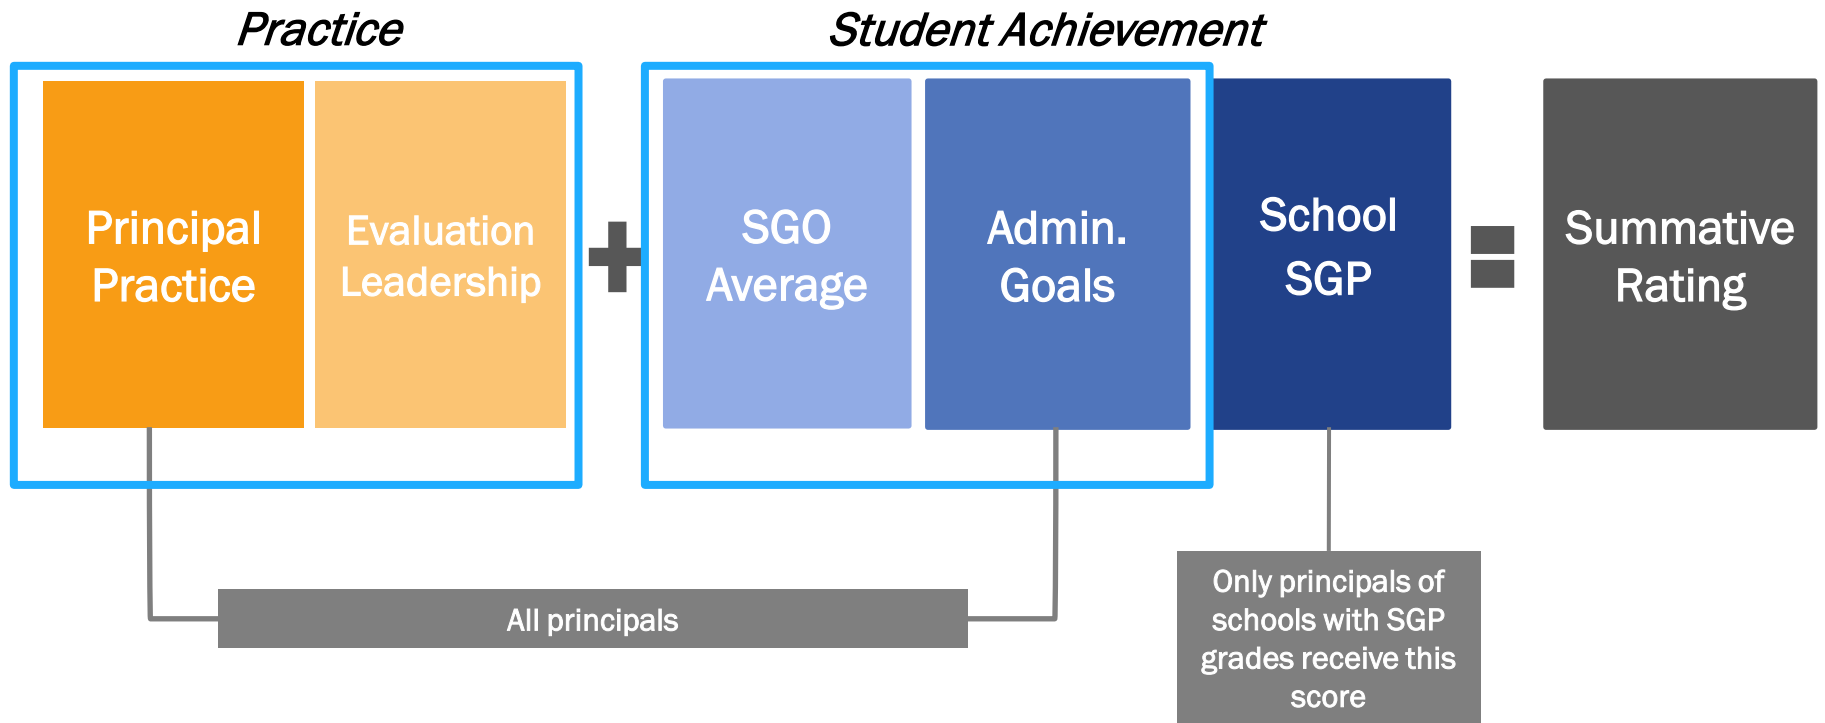 Practice
Student Achievement
Principal
Practice
Evaluation
Leadership
SGO
Average
Admin.
Goals
School
SGP
Summative
Rating
All principals
Only principals of
schools with SGP
grades receive this
score